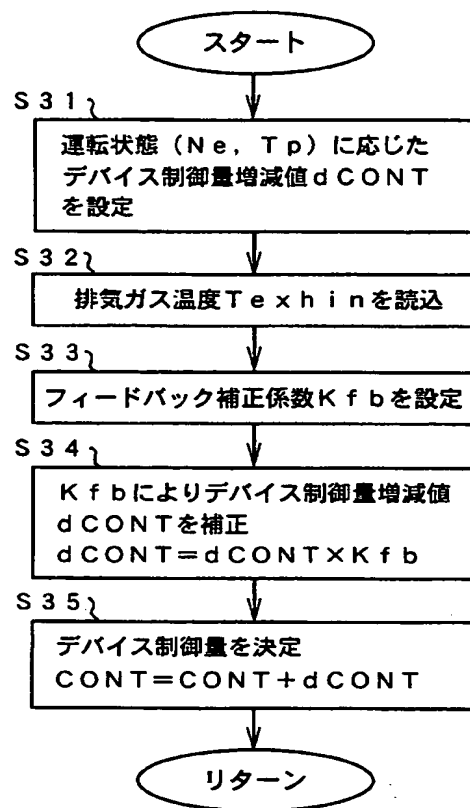 スタート
S31
運転状態(Ne,Tp)に応じた
デバイス制御量増減値dCONT
を設定
S32
排気ガス温度Texhinを読込
S33
フィードバック補正係数Kfbを設定
S34
Kfbによりデバイス制御量増減値
dCONTを補正
dCONT=dCONT×Kfb
S35
デバイス制御量を決定
CONT=CONT+dCONT
リターン